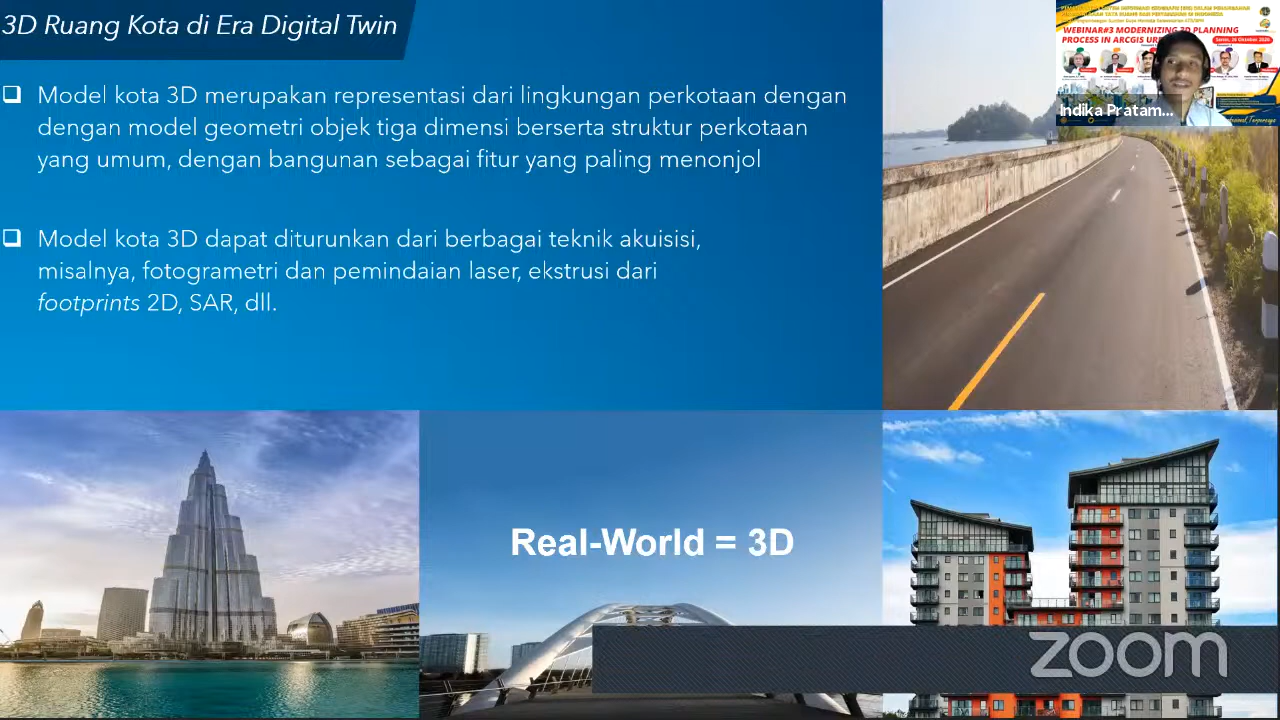 3D Ruang Kota di Era Digital Twin
Model kota 3D merupakan representasi dari lingkungan perkotaan dengan
dengan model geometri objek tiga dimensi beserta struktur perkotaan
yang umum, dengan bangunan sebagai fitur yang paling menonjol
Model kota 3D dapat diturunkan dari berbagai teknik akuisisi,
misalnya, fotogrametri dan pemindaian laser, ekstrusi dari
footprints 2D, SAR, dll.
WEBINAR#3 MODERNIZING 3D PLANNING
PROCESS IN ARCGIS
Indika Pratam...
Real-World = 3D
zoom